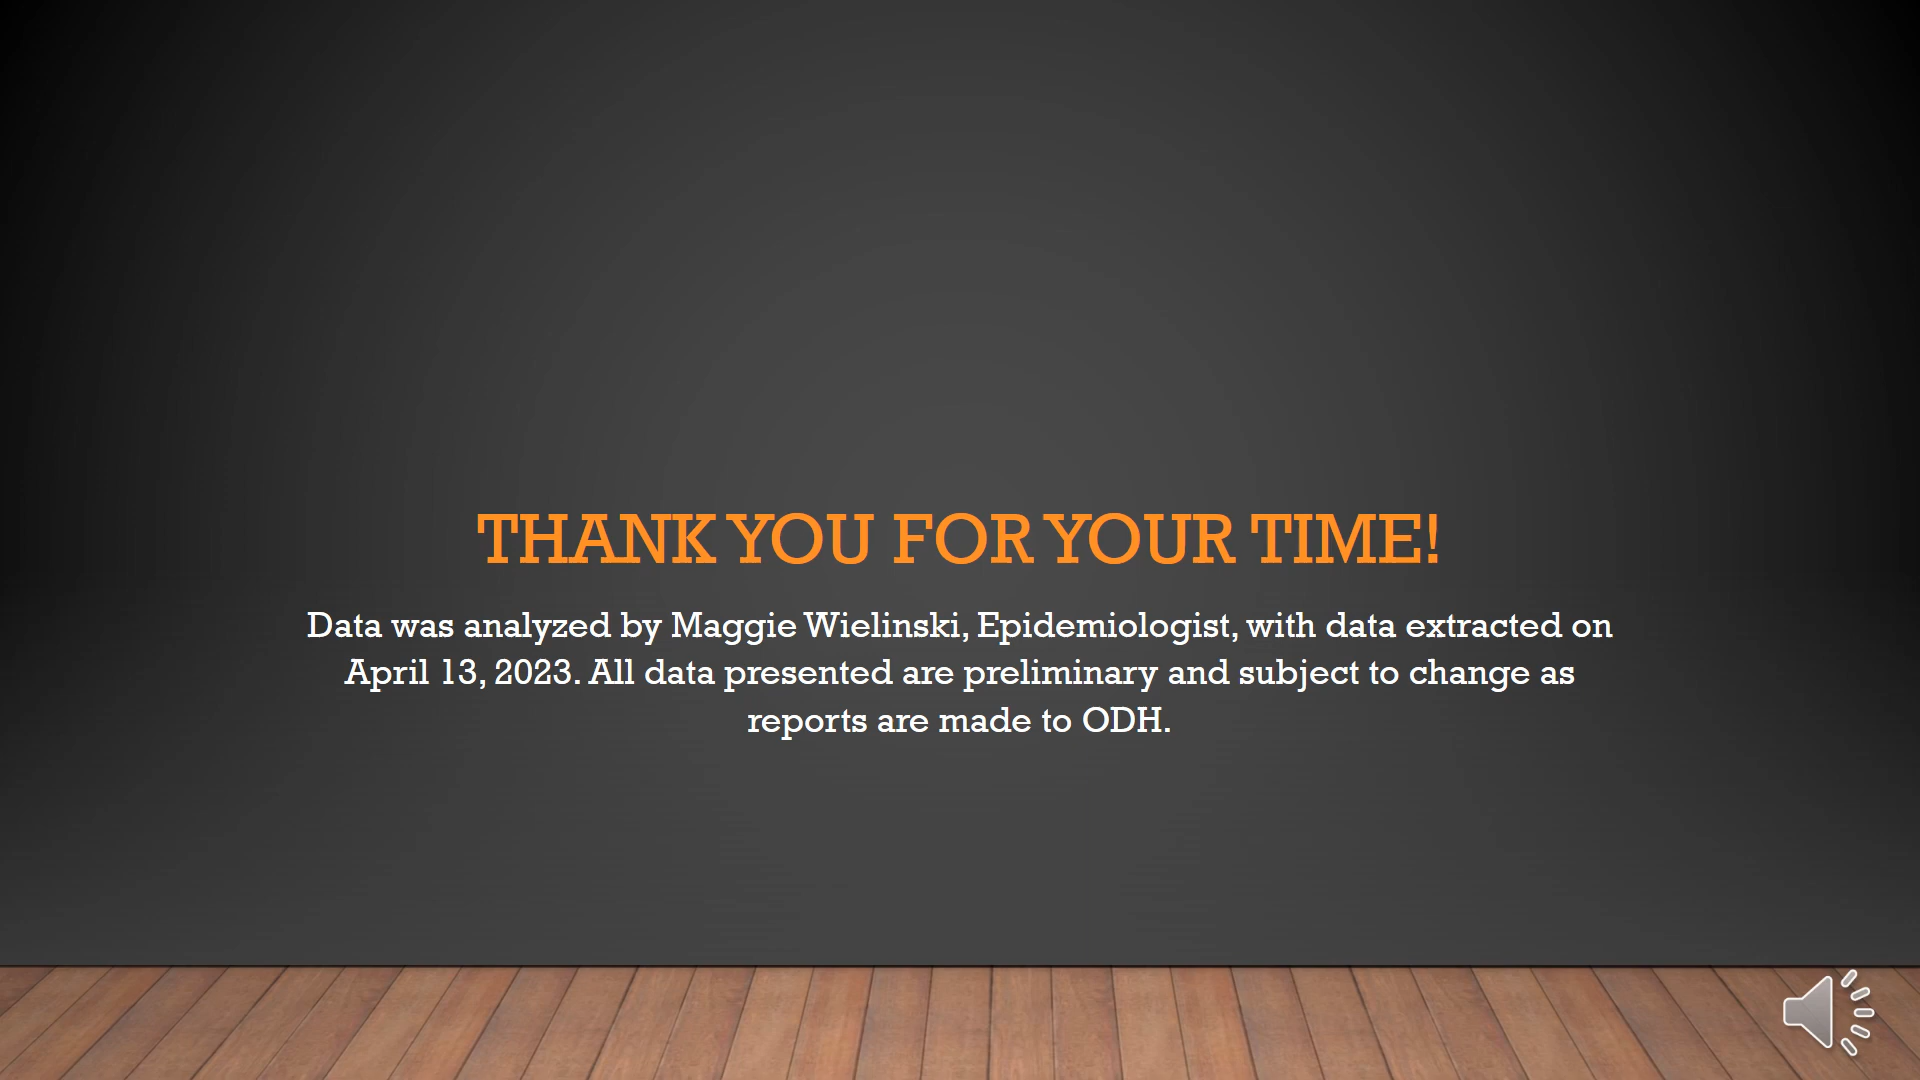 THANK YOU FOR YOUR TIME!
Data was analyzed by Maggie Wielinski, Epidemiologist, with data extracted on
April 13, 2023. All data presented are preliminary and subject to change as
reports are made to ODH.